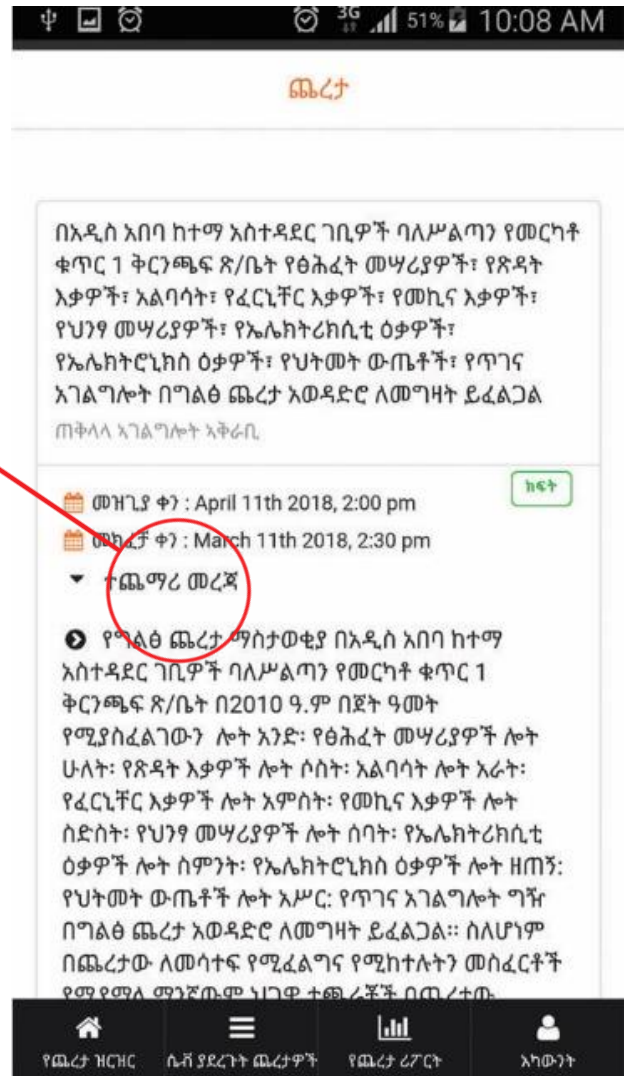 3G 51% 10:08 AM
ጨረታ
በአዲስ አበባ ከተማ አስተዳደር ገቢዎች ባለሥልጣን የመርካቶ
ቁጥር 1 ቅርንጫፍ ጽ/ቤት የፅሕፈት መሣሪያዎች፣ የጽዳት
እቃዎች፣ አልባሳት፣ የፈርኒቸር እቃዎች፣ የመኪና እቃዎች፣
የህንፃ መሣሪያዎች፣ የኤሌክትሪክሲቲ ዕቃዎች፣
የኤሌክትሮኒክስ ዕቃዎች፣ የህትመት ውጤቶች፣ የጥገና
አገልግሎት በግልፅ ጨረታ አወዳድሮ ለመግዛት ይፈልጋል
ጠቅላላ ኣገልግሎት ኣቅራቢ
ክፍት
መዝጊያ ቀን : April 11th 2018, 2:00 pm
መክፈቻ ቀን : March 11th 2018, 2:30 pm
ተጨማሪ መረጃ
የግልፅ ጨረታ ማስታወቂያ በአዲስ አበባ ከተማ
አስተዳደር ገቢዎች ባለሥልጣን የመርካቶ ቁጥር 1
ቅርንጫፍ ጽ/ቤት በ2010 ዓ.ም በጀት ዓመት
የሚያስፈልገውን ሎት አንድ፡ የፅሕፈት መሣሪያዎች ሎት
ሁለት፡ የጽዳት እቃዎች ሎት ሶስት፡ አልባሳት ሎት አራት፡
የፈርኒቸር እቃዎች ሎት አምስት፡ የመኪና እቃዎች ሎት
ስድስት፡ የህንፃ መሣሪያዎች ሎት ሰባት፡ የኤሌክትሪክሲቲ
ዕቃዎች ሎት ስምንት፡ የኤሌክትሮኒክስ ዕቃዎች ሎት ዘጠኝ:
የህትመት ውጤቶች ሎት አሥር: የጥገና አገልግሎት ግዥ
በግልፅ ጨረታ አወዳድሮ ለመግዛት ይፈልጋል፡፡ ስለሆነም
በጨረታው ለመሳተፍ የሚፈልግና የሚከተሉትን መስፈርቶች
የጨረታ ዝርዝር ሴቭ ያደረጉት ጨረታዎች የጨረታ ሪፖርት አካውንት